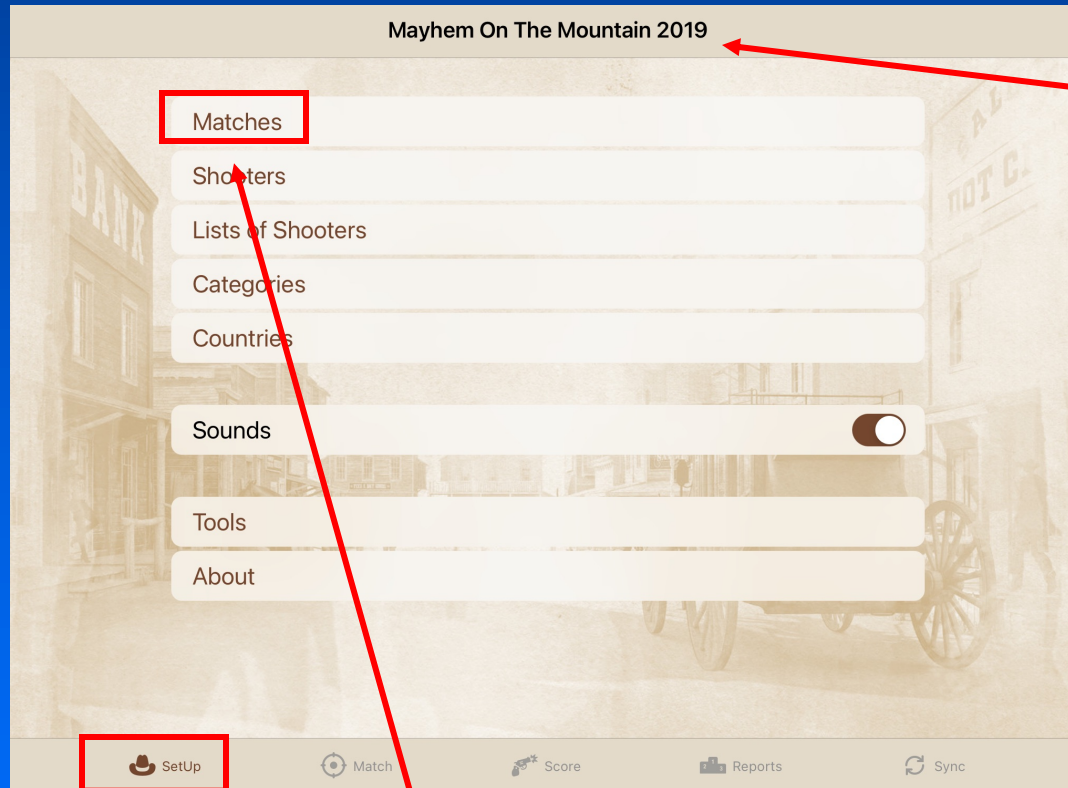 Mayhem On The Mountain 2019
Matches
Shooters
Lists of Shooters
Categories
Countries
Sounds
Tools
About
SetUp
Match
Score
Reports
Sync
BANK